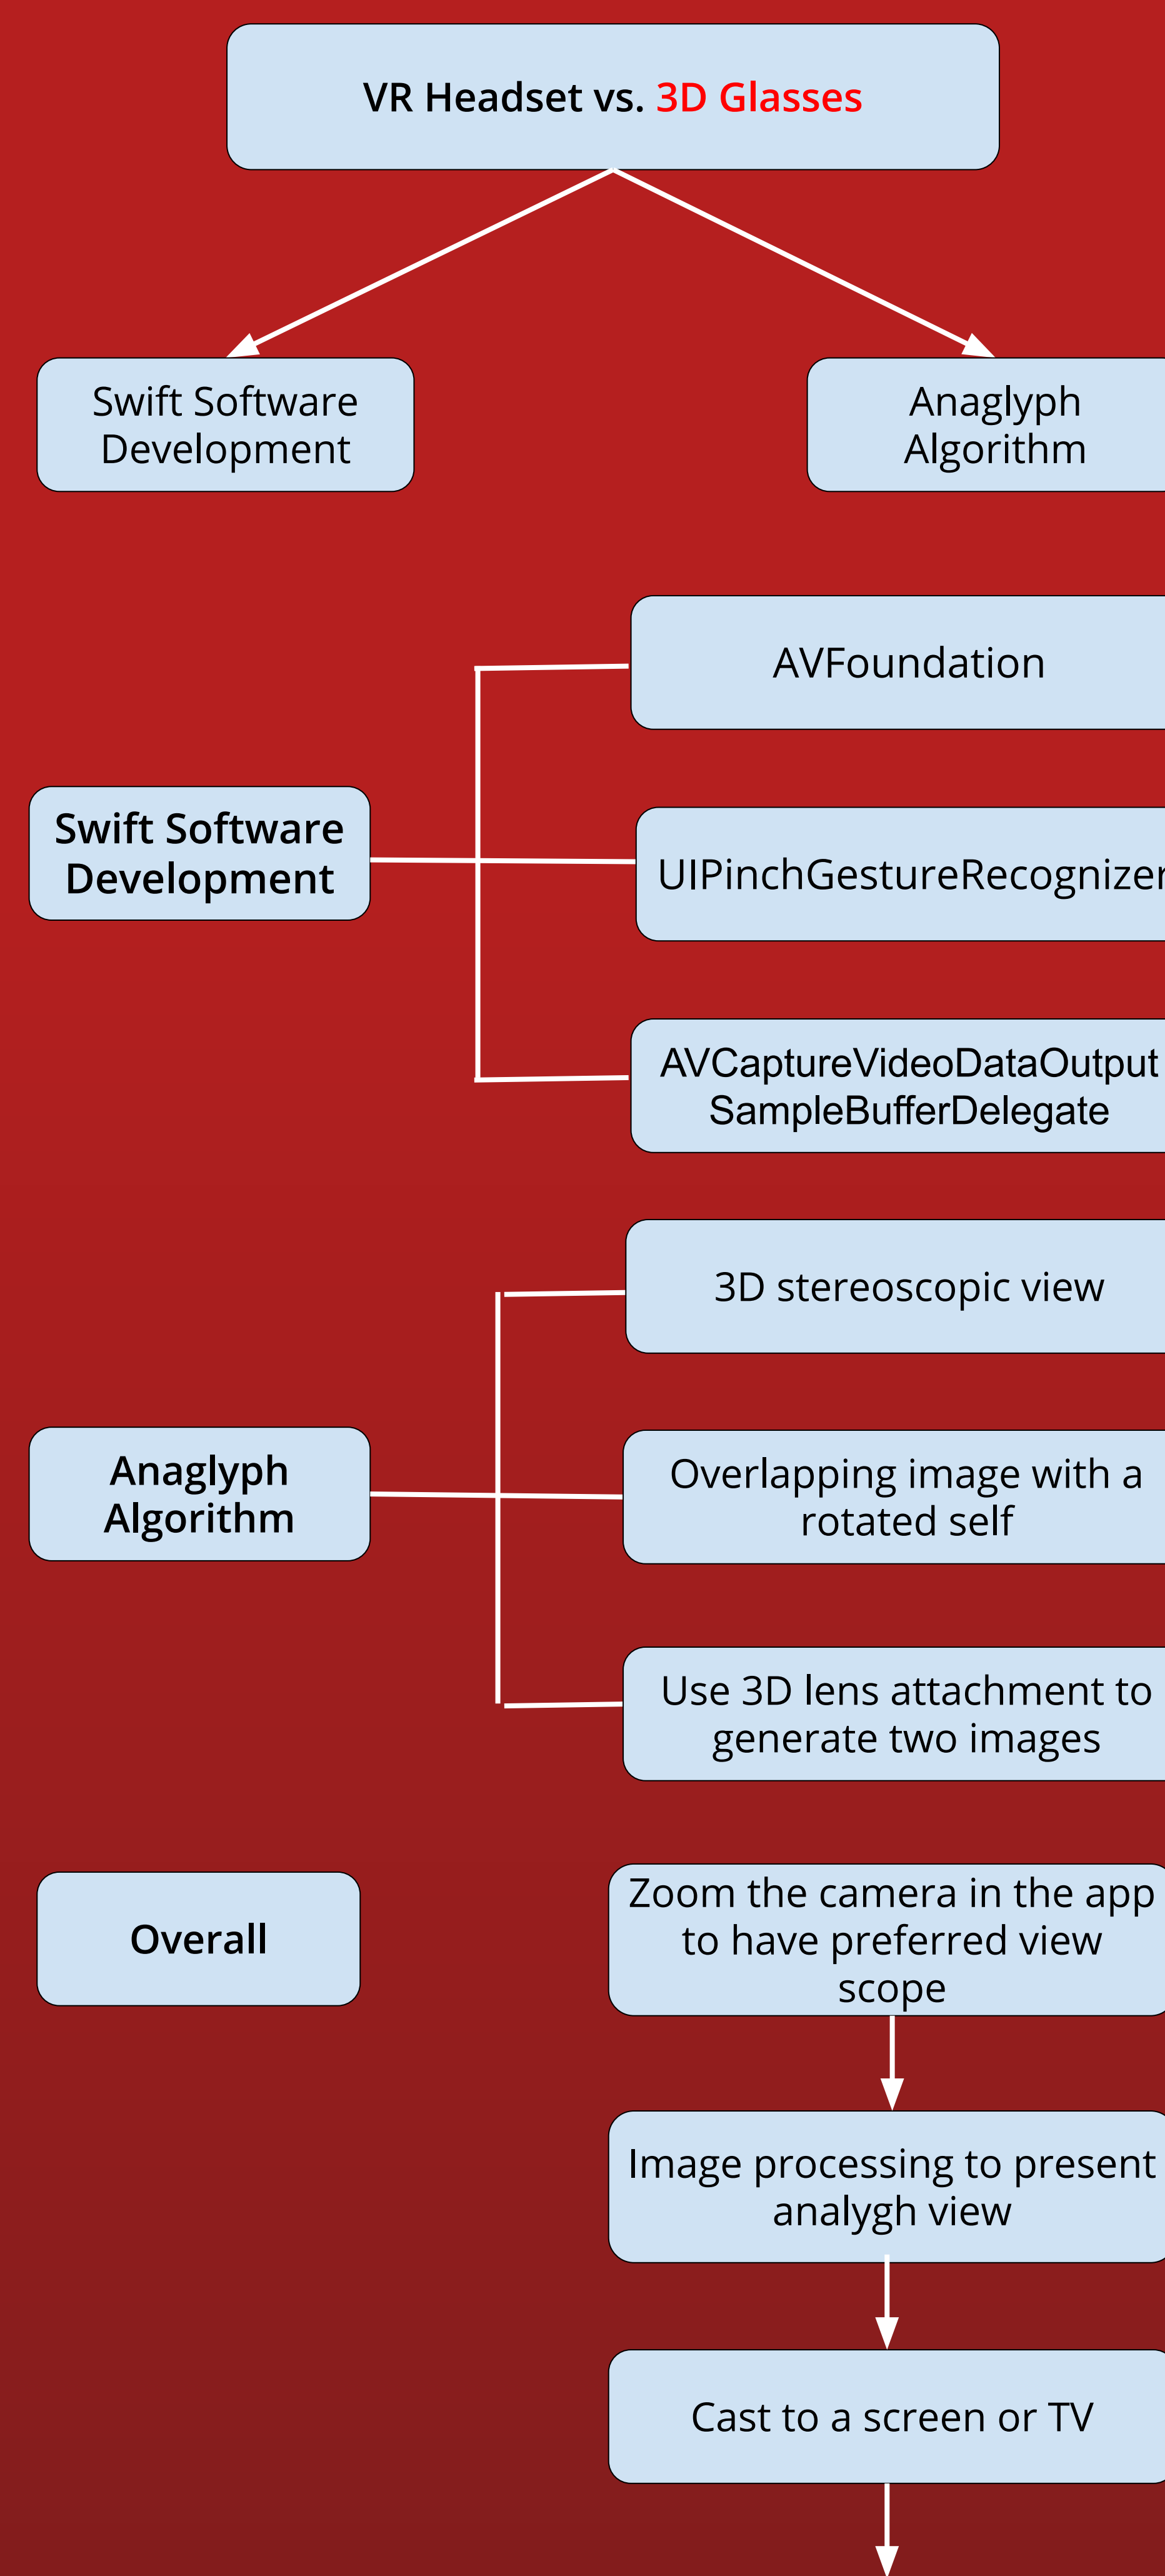 VR Headset vs. 3D Glasses
Swift Software
Development
Anaglyph
Algorithm
AVFoundation
Swift Software
Development
UIPinchGestureRecognizer
AVCaptureVideoDataOutput
SampleBufferDelegate
3D stereoscopic view
Anaglyph
Algorithm
Overlapping image with a
rotated self
Use 3D lens attachment to
generate two images
Overall
Zoom the camera in the app
to have preferred view
scope
Image processing to present
analygh view
Cast to a screen or TV